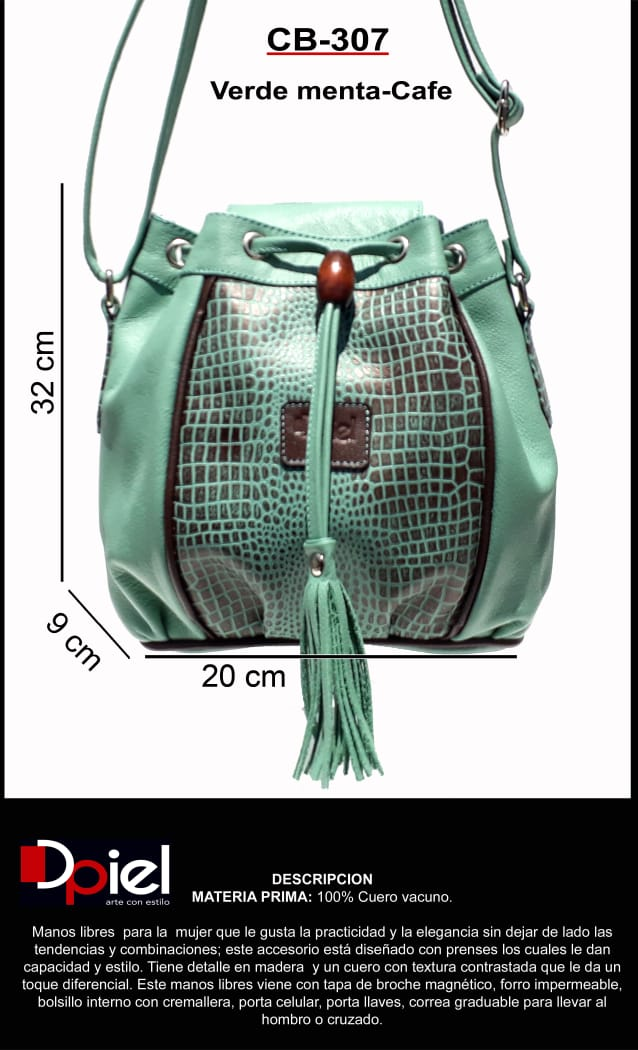 CB-307
Verde menta-Cafe
32 cm
9 cm
20 cm
Dpiel
Dpiel
arte con estilo
DESCRIPCION
MATERIA PRIMA: 100% Cuero vacuno.
Manos libres para la mujer que le gusta la practicidad y la elegancia sin dejar de lado las
tendencias y combinaciones; este accesorio está diseñado con prenses los cuales le dan
capacidad y estilo. Tiene detalle en madera y un cuero con textura contrastada que le da un
toque diferencial. Este manos libres viene con tapa de broche magnético, forro impermeable,
bolsillo interno con cremallera, porta celular, porta llaves, correa graduable para llevar al
hombro o cruzado.